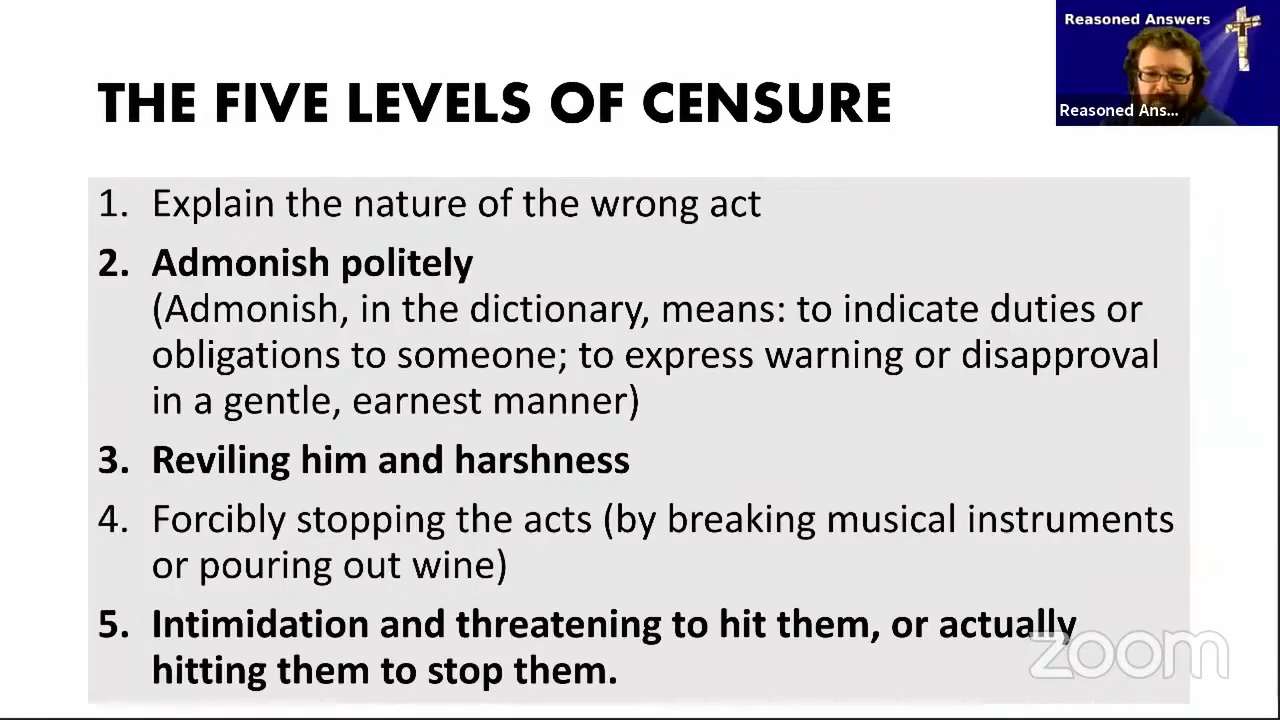 Reasoned Answers
Reasoned Ans...
THE FIVE LEVELS OF CENSURE
1. Explain the nature of the wrong act
2. Admonish politely
(Admonish, in the dictionary, means: to indicate duties or
obligations to someone; to express warning or disapproval
in a gentle, earnest manner)
3. Reviling him and harshness
4. Forcibly stopping the acts (by breaking musical instruments
or pouring out wine)
5. Intimidation and threatening to hit them, or actually
hitting them to stop them.
zoom